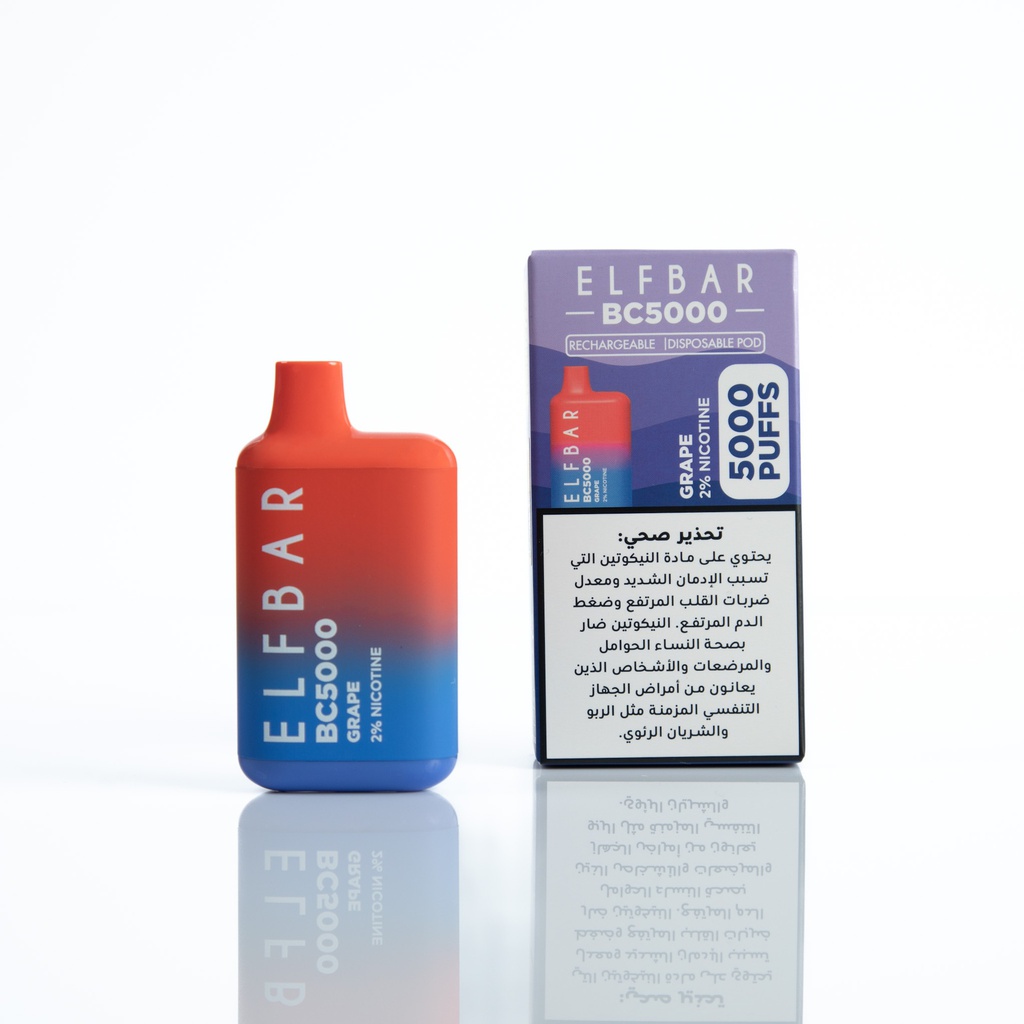 ELFBAR
BC5000
GRAPE
2% NICOTINE
ELFBAR
BC5000
RECHARGEABLE | DISPOSABLE POD
ELFBAR
BC5000
GRAPE
2% NICOTINE
GRAPE
2% NICOTINE
5000
PUFFS
تحذير صحي:
يحتوي على مادة النيكوتين التي
تسبب الإدمان الشديد ومعدل
ضربات القلب المرتفع وضغط
الدم المرتفع. النيكوتين ضار
بصحة النساء الحوامل
والمرضعات والأشخاص الذين
يعانون من أمراض الجهاز
التنفسي المزمنة مثل الربو
والشريان الرئوي.